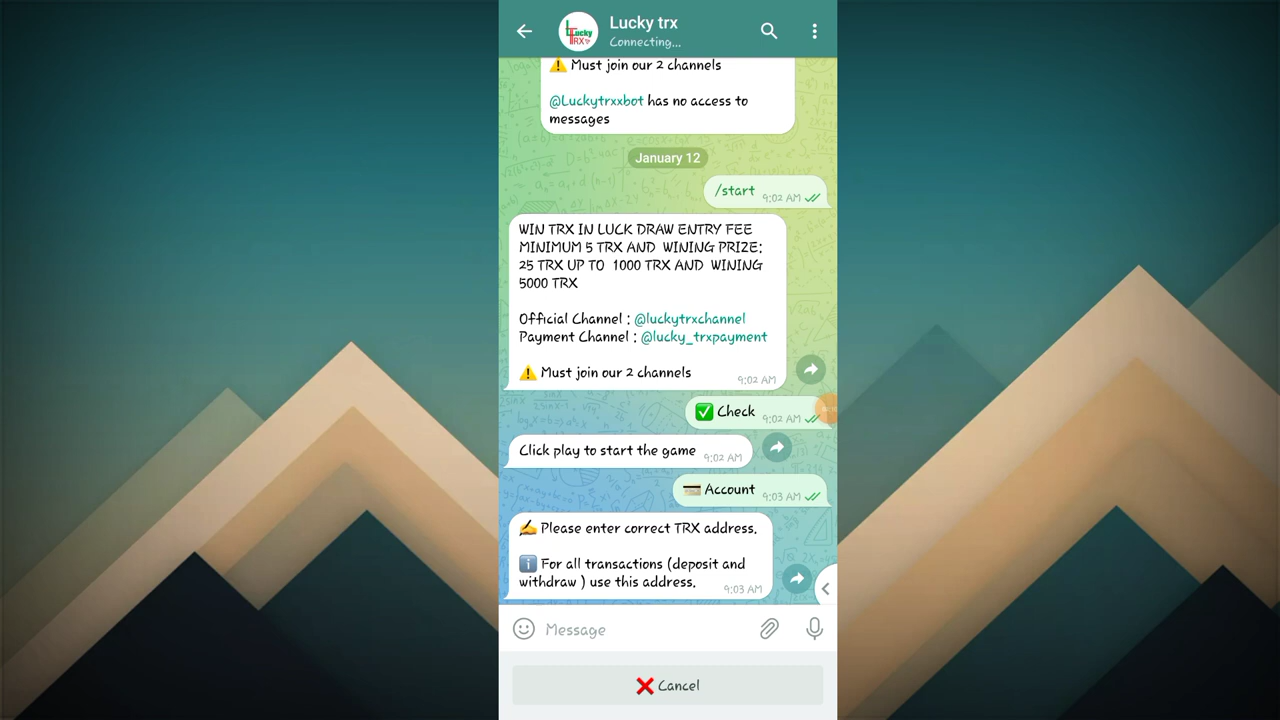 Lucky trx
Connecting...
Lucky
TRX
⚠️ Must join our 2 channels
@Luckytrxxbot has no access to
messages
January 12
/start 9:02 AM
WIN TRX IN LUCK DRAW ENTRY FEE
MINIMUM 5 TRX AND WINING PRIZE:
25 TRX UP TO 1000 TRX AND WINING
5000 TRX
Official Channel : @luckytrxchannel
Payment Channel : @lucky_trxpayment
⚠️ Must join our 2 channels 9:02 AM
✅ Check 9:02 AM
Click play to start the game 9:02 AM
💳 Account 9:03 AM
✍️ Please enter correct TRX address.
ℹ️ For all transactions (deposit and
withdraw ) use this address. 9:03 AM
Message
❌ Cancel